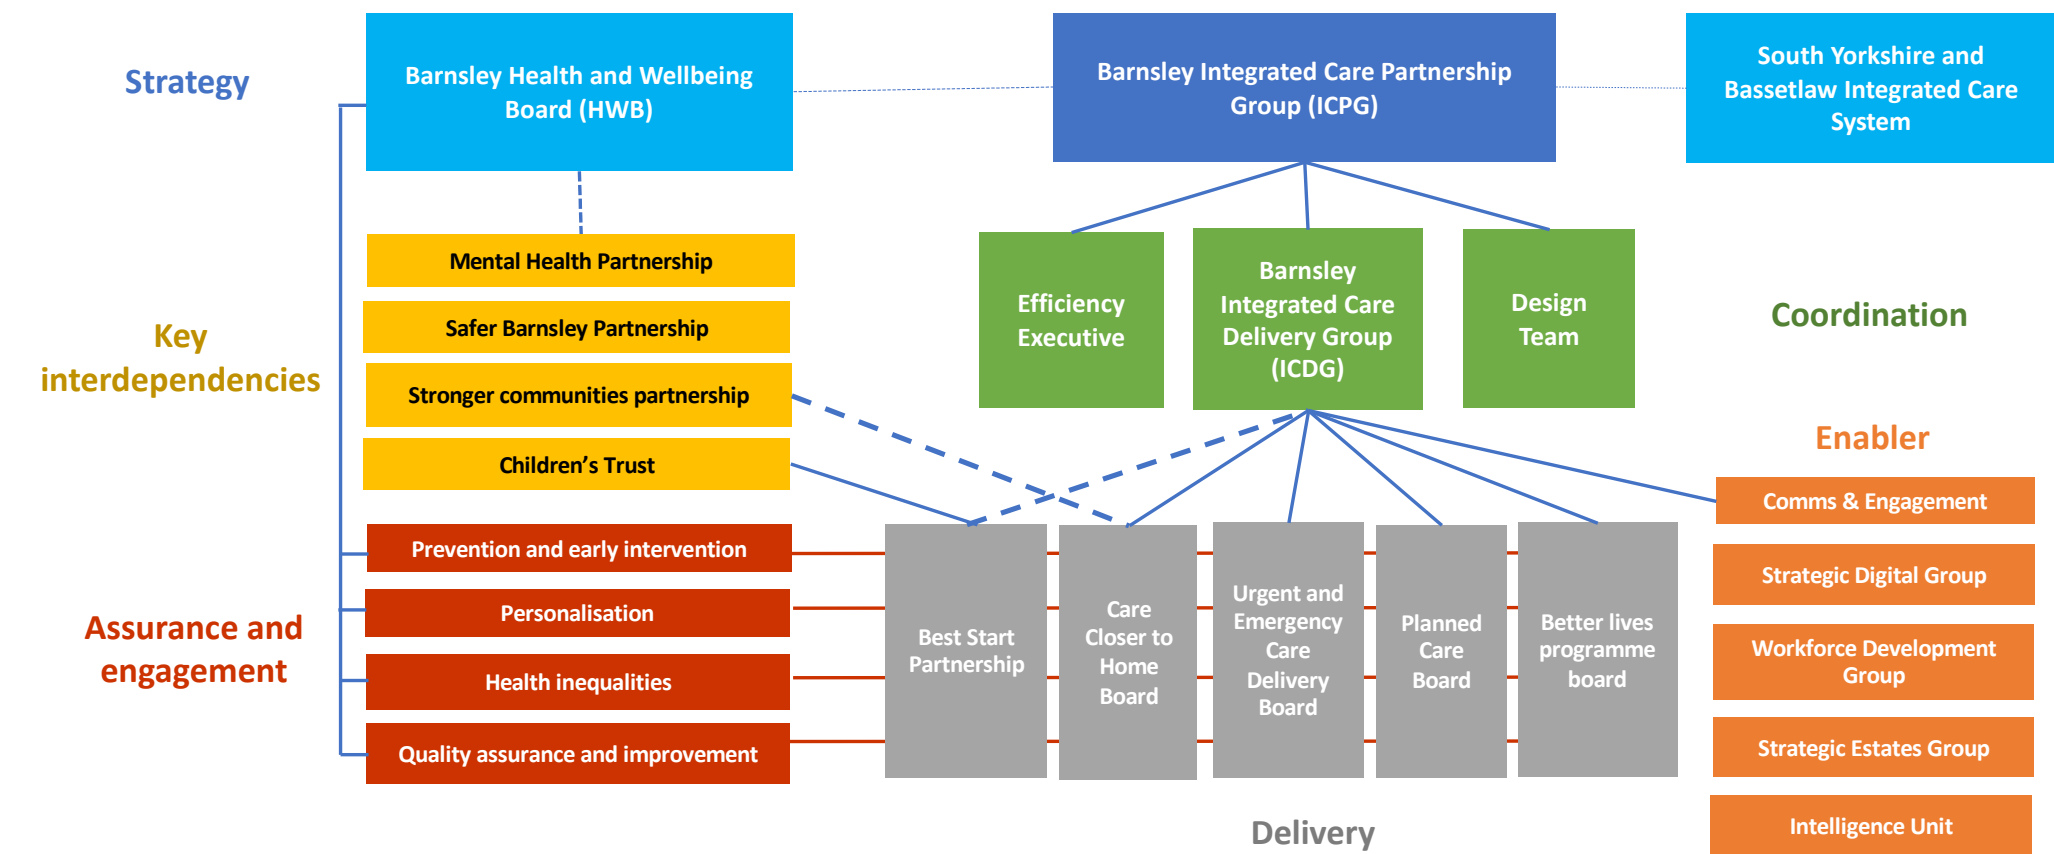 Strategy
Barnsley Health and Wellbeing
Board (HWB)
Barnsley Integrated Care Partnership
Group (ICPG)
South Yorkshire and
Bassetlaw Integrated Care
System
Key
interdependencies
Mental Health Partnership
Safer Barnsley Partnership
Stronger communities partnership
Children’s Trust
Efficiency
Executive
Barnsley
Integrated Care
Delivery Group
(ICDG)
Design
Team
Coordination
Enabler
Comms & Engagement
Strategic Digital Group
Workforce Development
Group
Strategic Estates Group
Intelligence Unit
Assurance and
engagement
Prevention and early intervention
Personalisation
Health inequalities
Quality assurance and improvement
Best Start
Partnership
Care
Closer to
Home
Board
Urgent and
Emergency
Care
Delivery
Board
Planned
Care
Board
Better lives
programme
board
Delivery